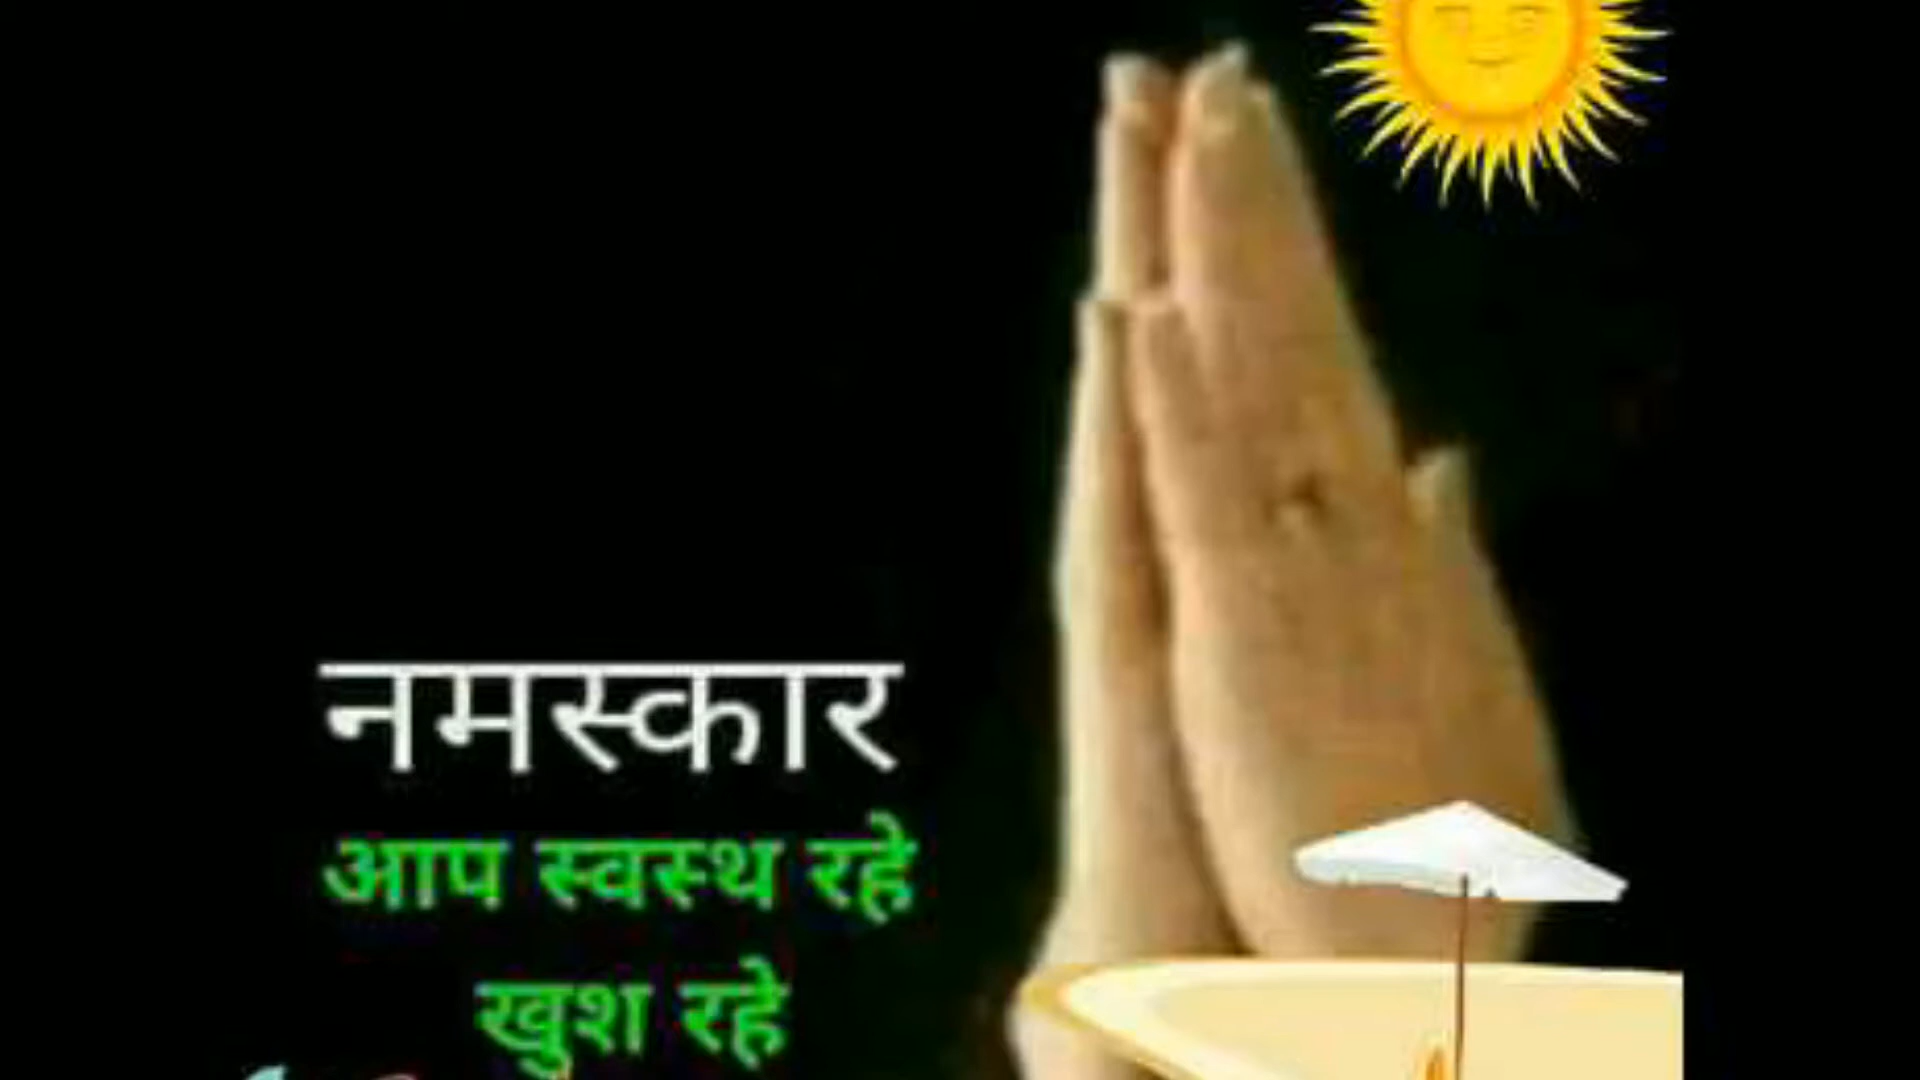 नमस्कार
आप स्वस्थ रहे
खुश रहे